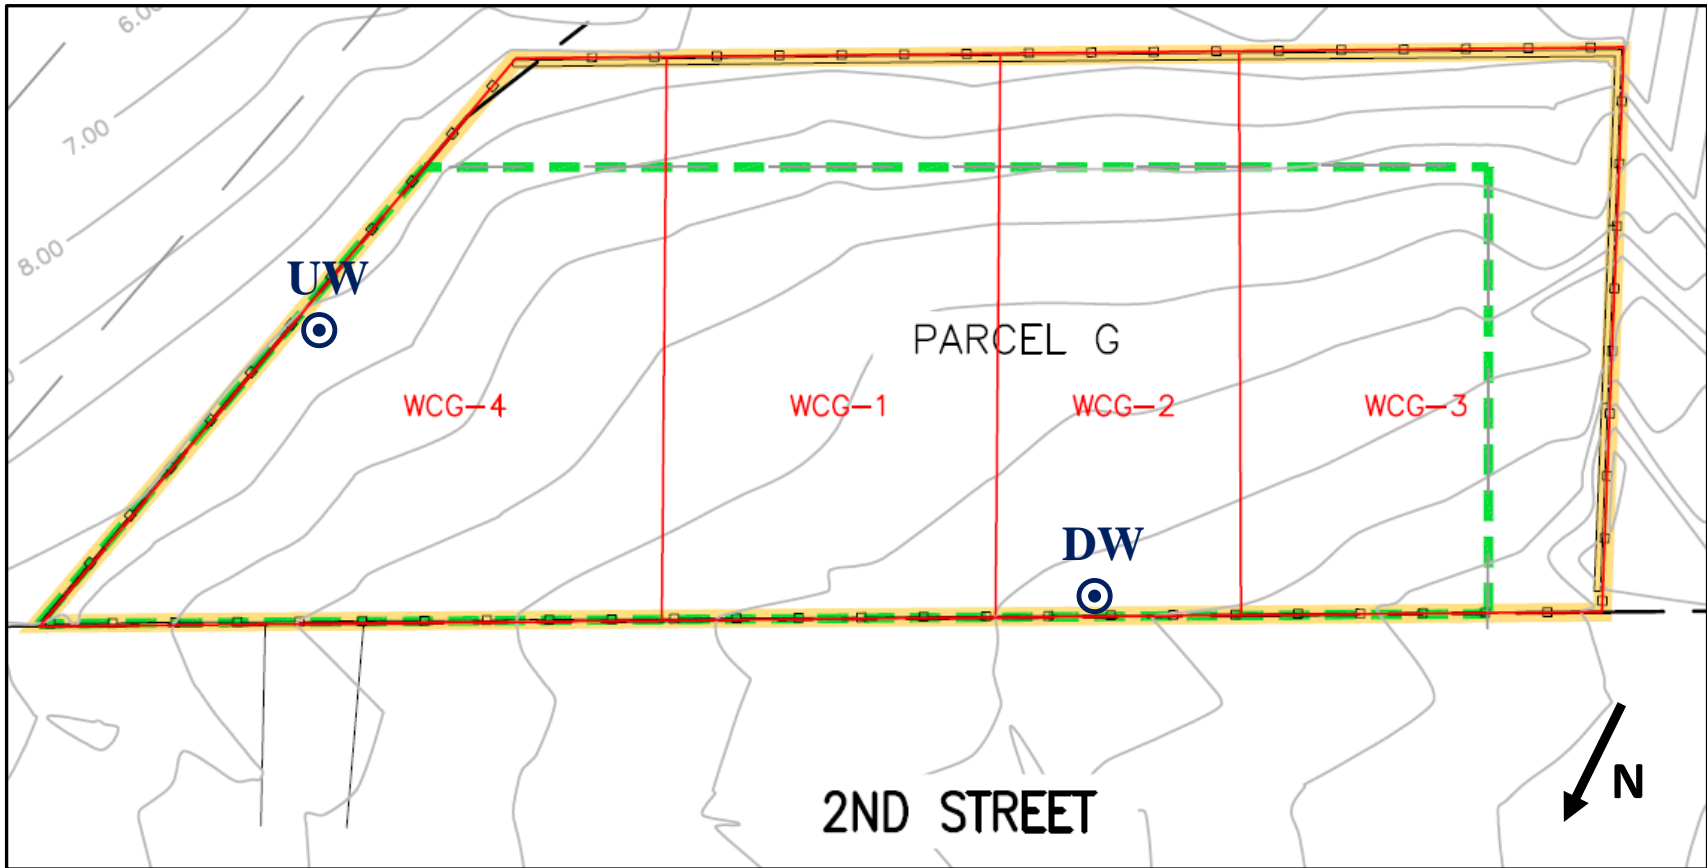 6.00
7.00
8.00
UW
PARCEL G
WCG-4
WCG-1
WCG-2
WCG-3
DW
2ND STREET
N